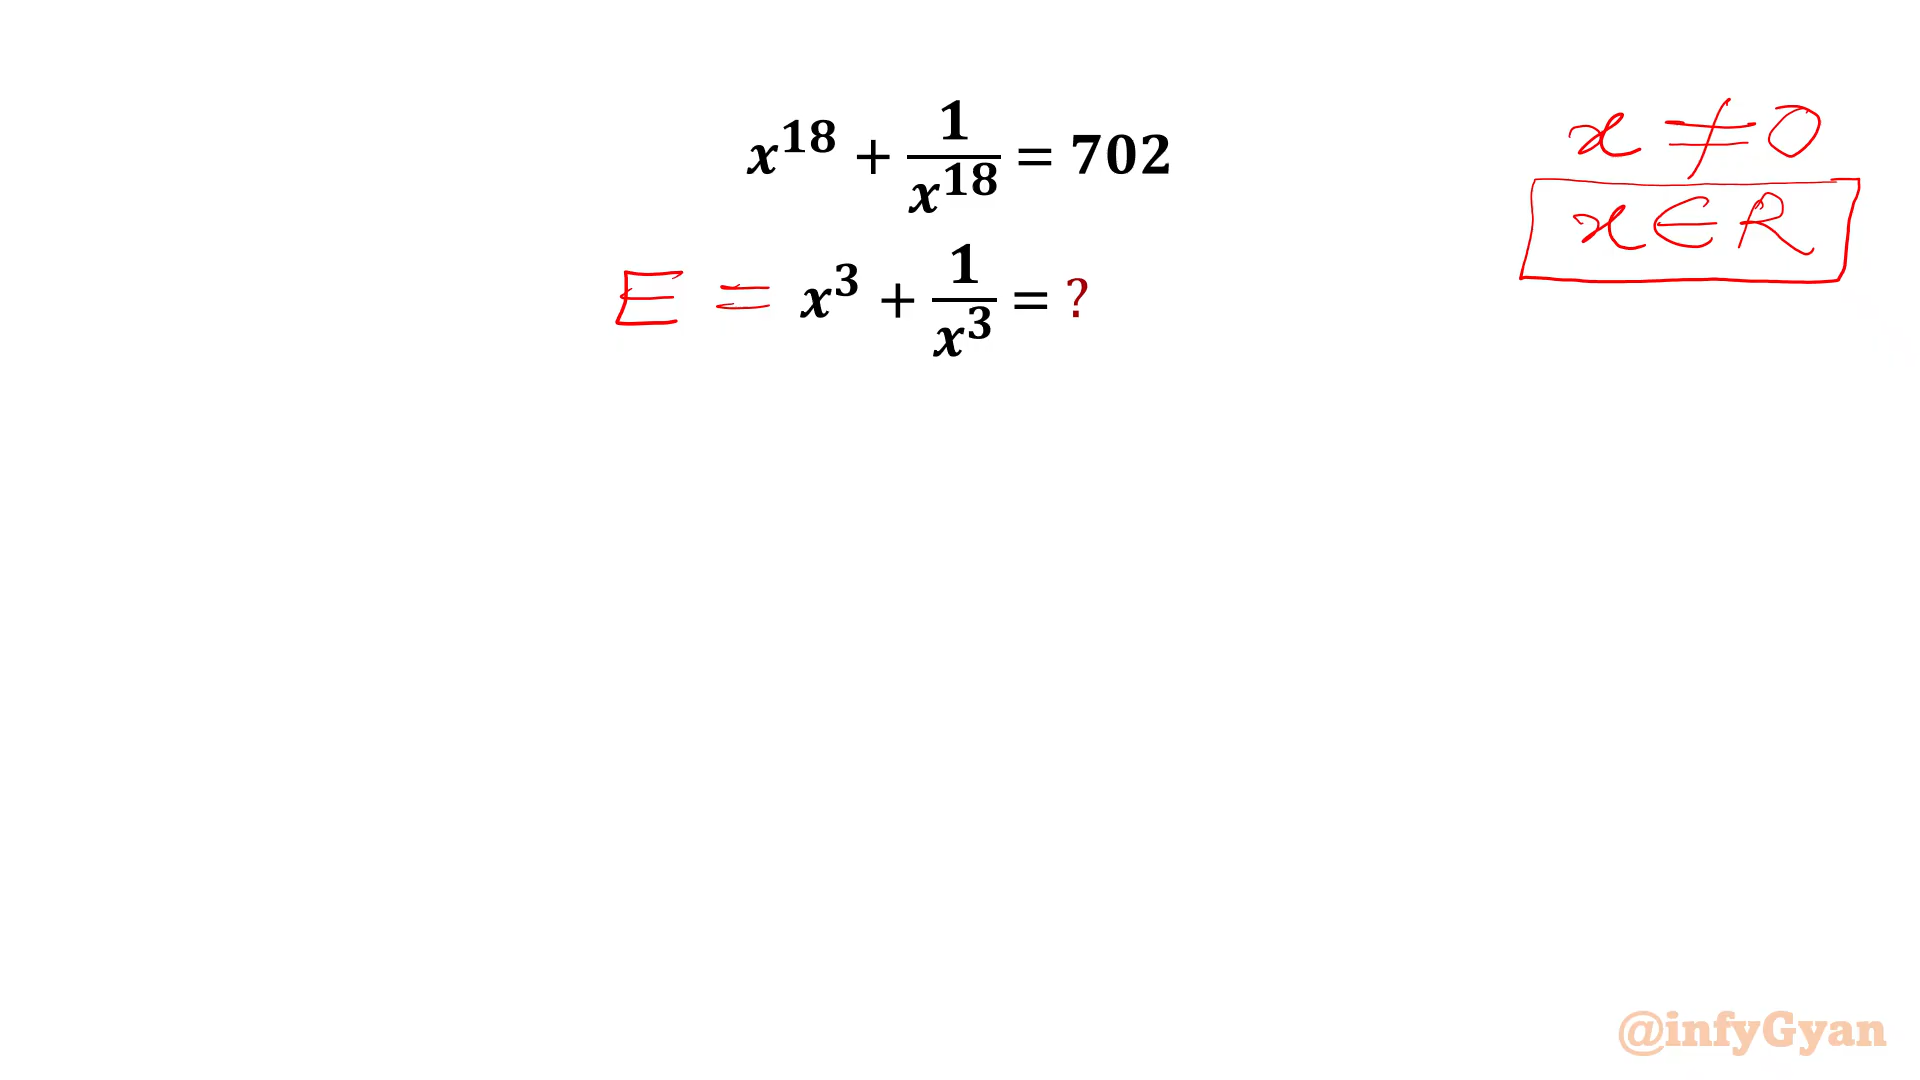 x^18 + 1/x^18 = 702
x ≠ 0
x ∈ R
E = x^3 + 1/x^3 = ?
@infyGyan